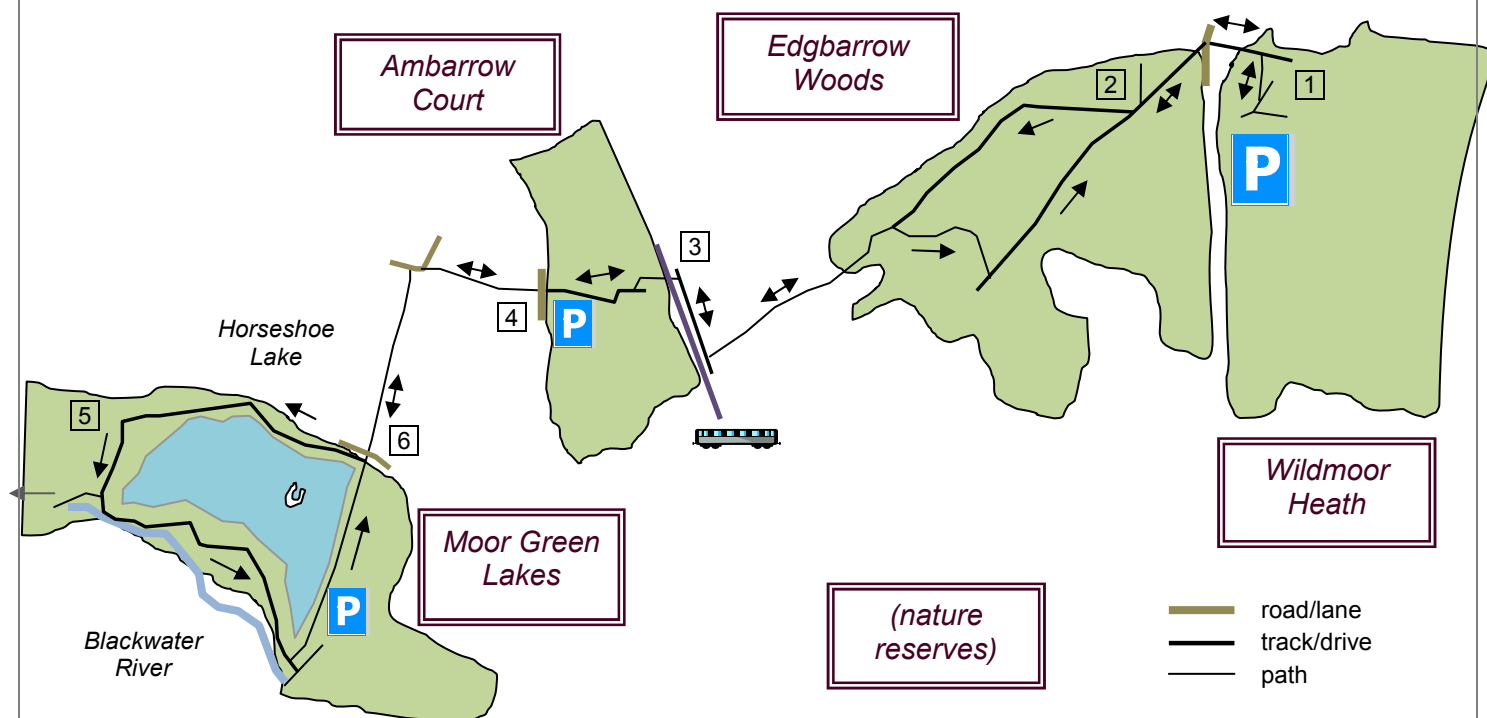 Ambarrow
Court
Edgbarrow
Woods
2
1
P
3
4
P
Horseshoe
Lake
5
6
Wildmoor
Heath
Moor Green
Lakes
P
Blackwater
River
(nature
reserves)
road/lane
track/drive
path